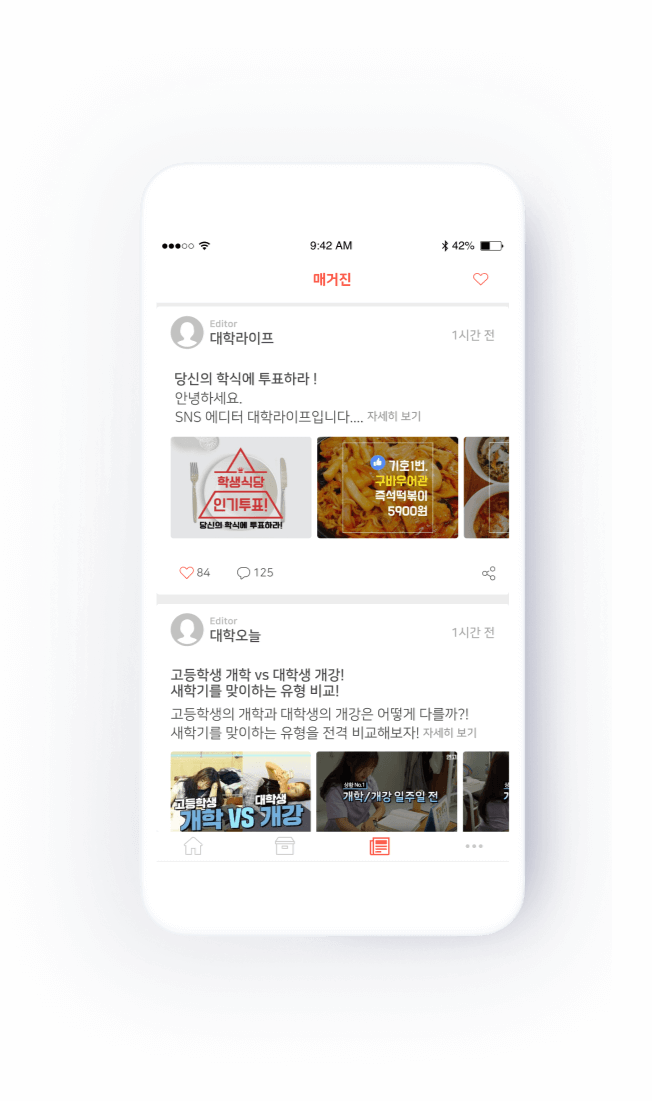 9:42 AM
42%
매거진
Editor
대학라이프
1시간 전
당신의 학식에 투표하라 !
안녕하세요.
SNS 에디터 대학라이프입니다.... 자세히 보기
학생식당
인기투표!
당신의 학식에 투표하라!
기호1번.
구바우어관
즉석떡볶이
5900원
84
125
Editor
대학오늘
1시간 전
고등학생 개학 vs 대학생 개강!
새학기를 맞이하는 유형 비교!
고등학생의 개학과 대학생의 개강은 어떻게 다를까?!
새학기를 맞이하는 유형을 전격 비교해보자! 자세히 보기
고등학생 대학생
개학 VS 개강
상황 No.1
개학/개강 일주일 전